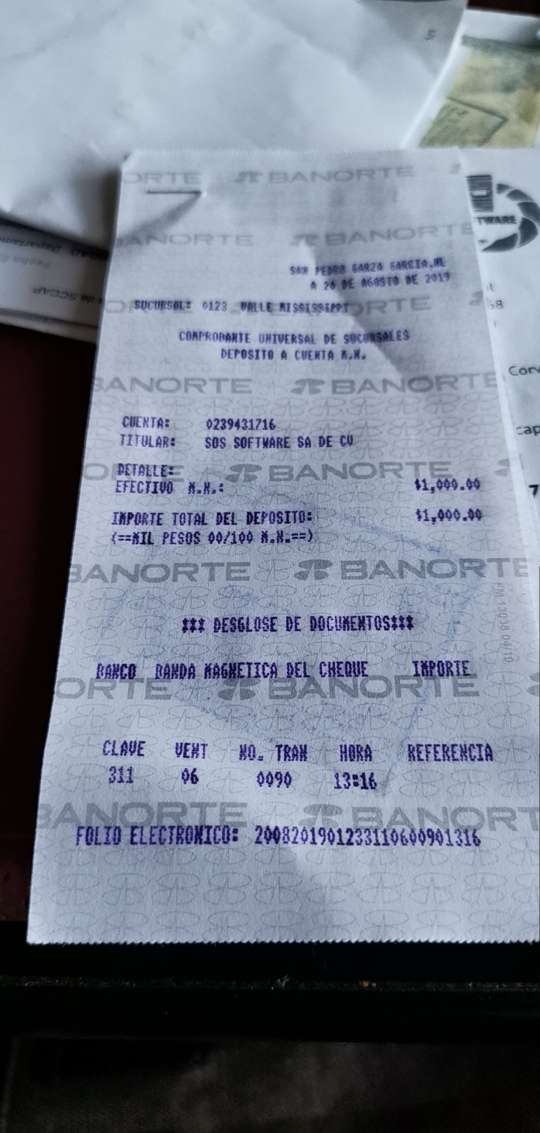 BANORTE
SAN PEDRO GARZA GARCIA,NL
A 20 DE AGOSTO DE 2019
SUCURSAL: 0123 VALLE MISSISSIPPI
COMPROBANTE UNIVERSAL DE SUCURSALES
DEPOSITO A CUENTA M.N.
CUENTA: 0239431716
TITULAR: SOS SOFTWARE SA DE CV
DETALLE:
EFECTIVO M.N.: $1,000.00
IMPORTE TOTAL DEL DEPOSITO: $1,000.00
(==MIL PESOS 00/100 M.N.==)
*** DESGLOSE DE DOCUMENTOS***
BANCO BANDA MAGNETICA DEL CHEQUE IMPORTE
CLAVE VENT NO. TRAN HORA REFERENCIA
311 06 0090 13:16
FOLIO ELECTRONICO: 2008201901233110600901316